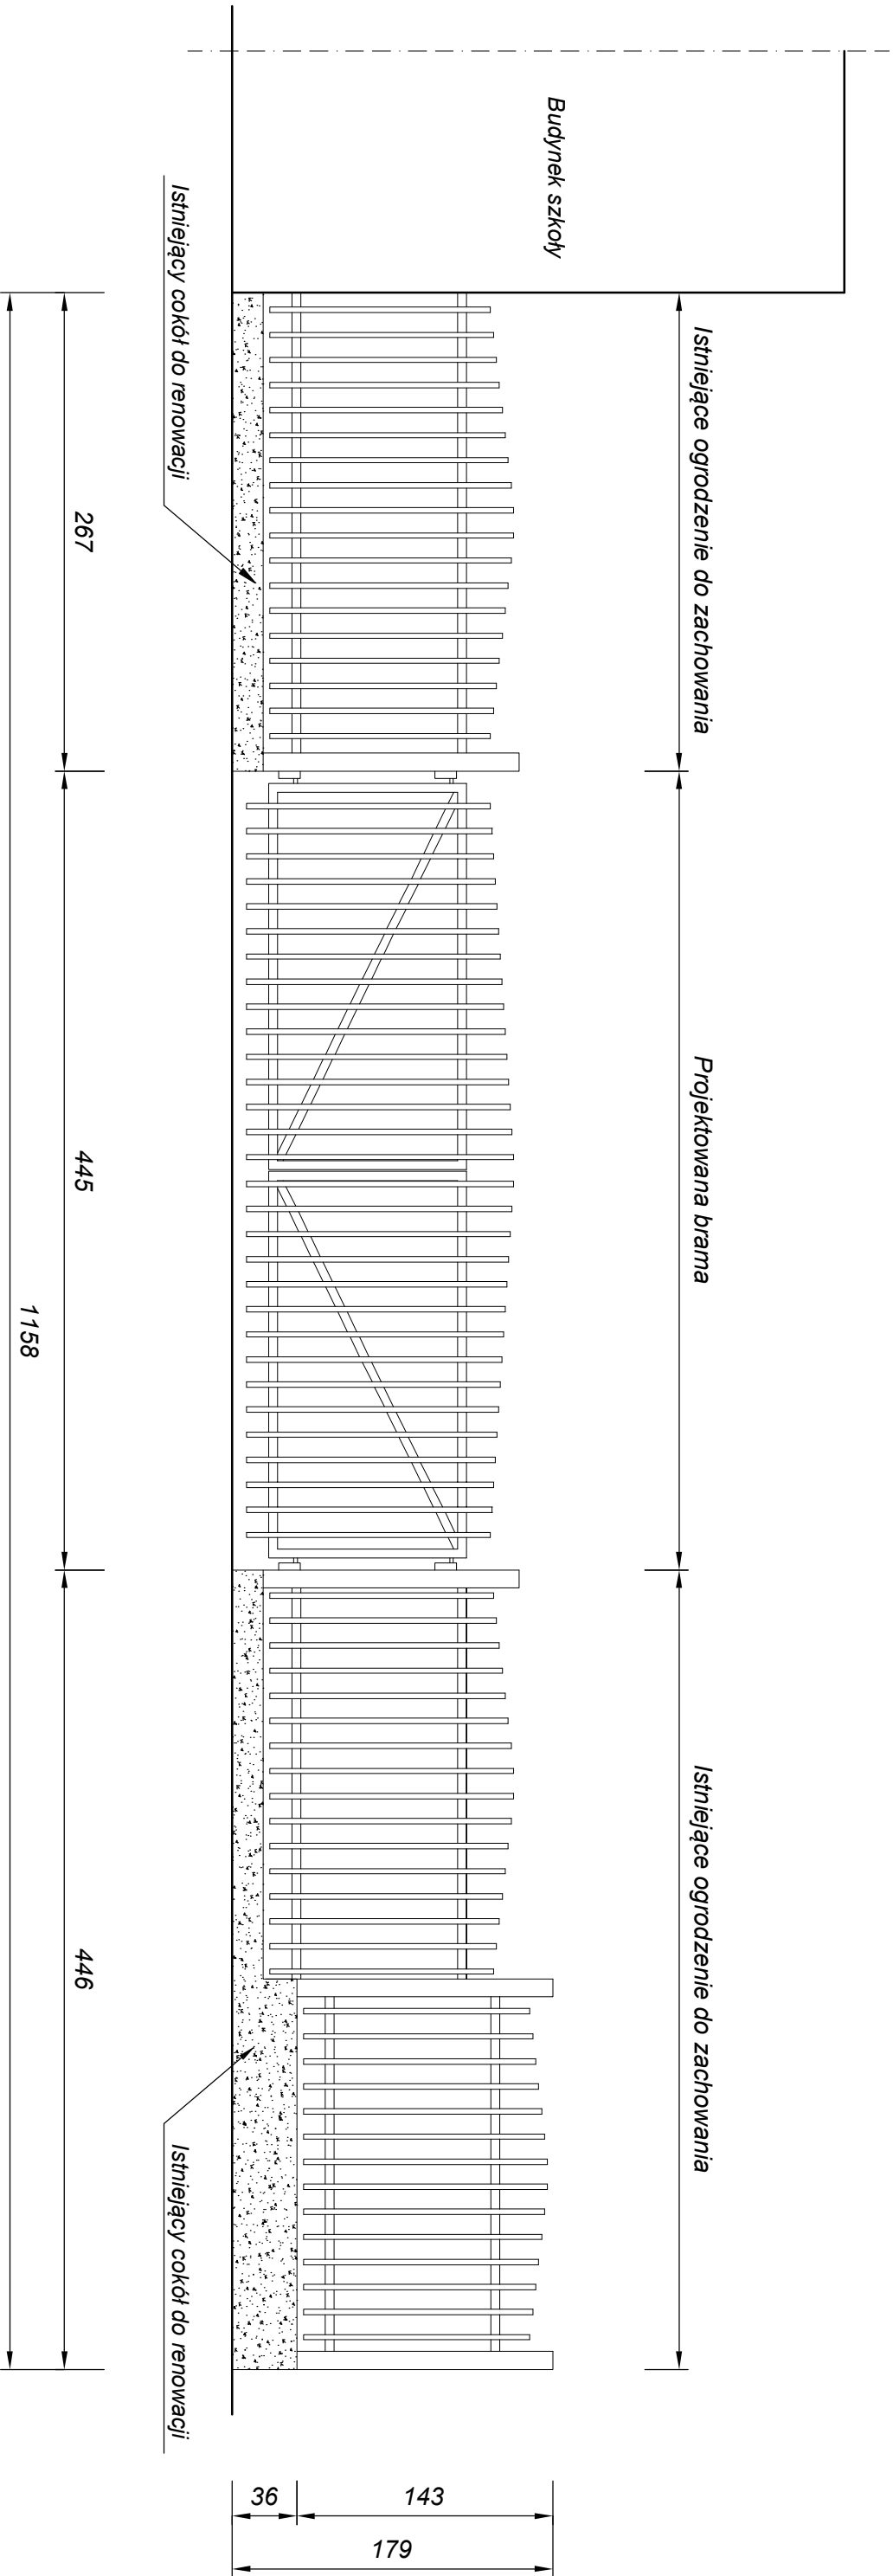 Budynek szkoły
Istniejące ogrodzenie do zachowania
Projektowana brama
Istniejące ogrodzenie do zachowania
Istniejący cokół do renowacji
Istniejący cokół do renowacji
267
445
446
1158
36
143
179